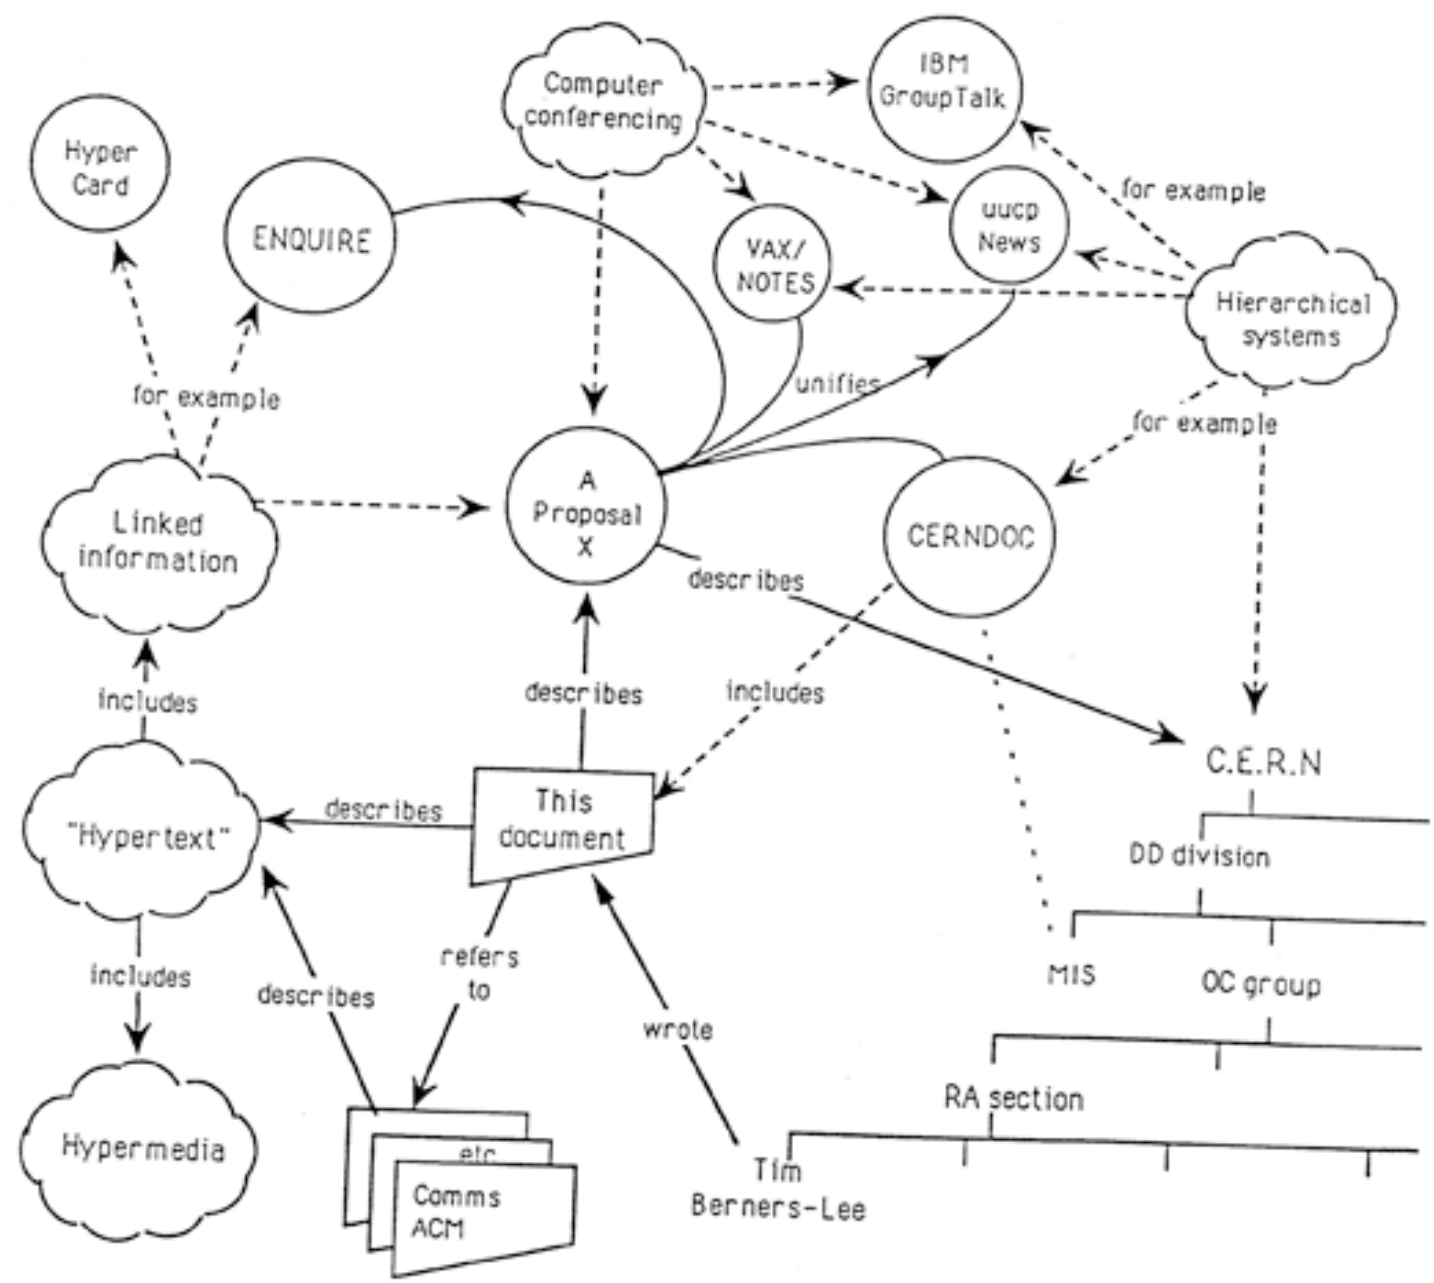 Computer
conferencing
IBM
GroupTalk
Hyper
Card
ENQUIRE
VAX/
NOTES
uucp
News
for example
Hierarchical
systems
for example
unifies
for example
A
Proposal
X
CERNDOC
Linked
information
describes
includes
describes
includes
C.E.R.N
This
document
describes
"Hypertext"
DD division
refers
to
includes
describes
MIS
OC group
wrote
RA section
Hypermedia
etc
Comms
ACM
Tim
Berners-Lee